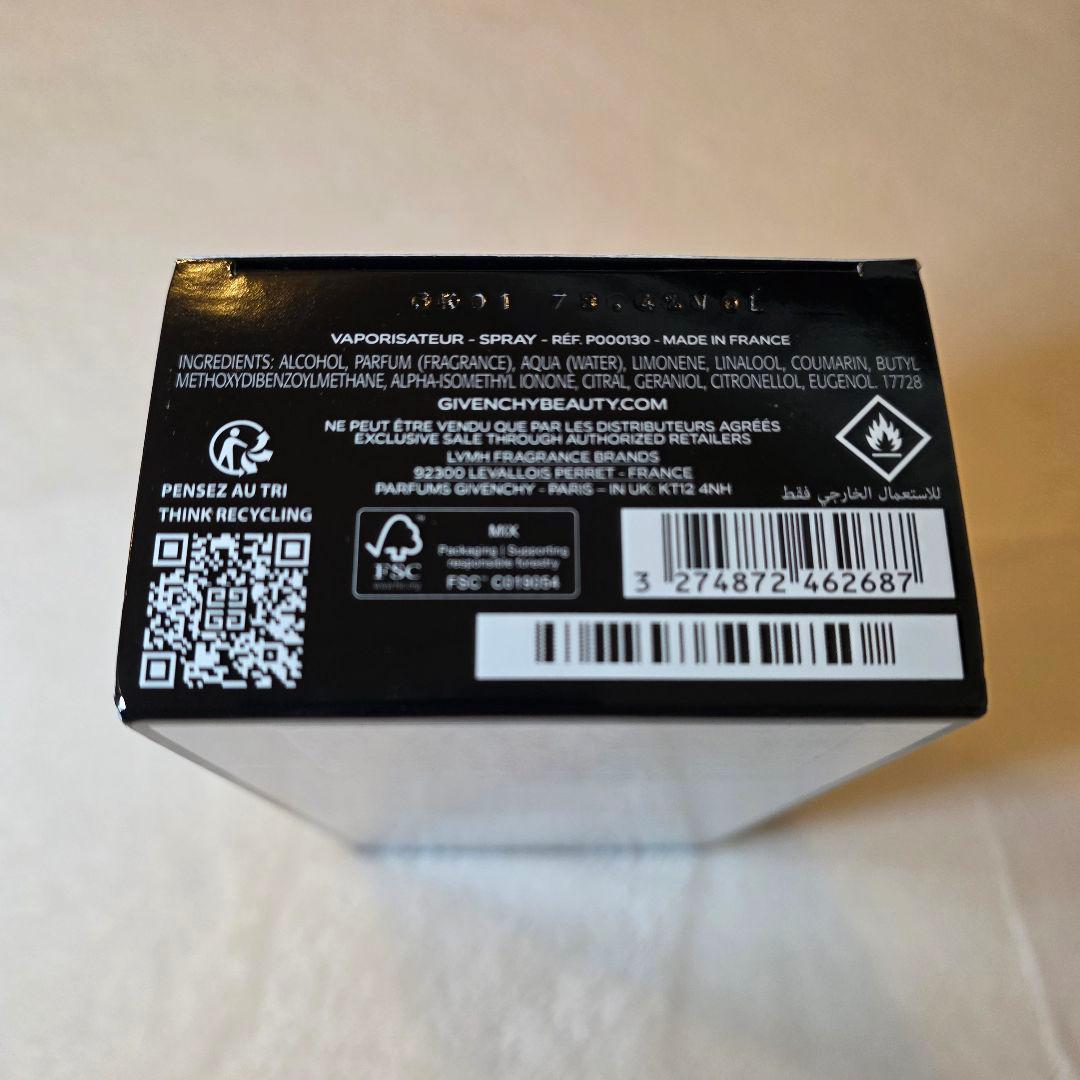 VAPORISATEUR - SPRAY - RÉF. P000130 - MADE IN FRANCE
INGREDIENTS: ALCOHOL, PARFUM (FRAGRANCE), AQUA (WATER), LIMONENE, LINALOOL, COUMARIN, BUTYL
METHOXYDIBENZOYLMETHANE, ALPHA-ISOMETHYL IONONE, CITRAL, GERANIOL, CITRONELLOL, EUGENOL. 17728
GIVENCHYBEAUTY.COM
NE PEUT ÊTRE VENDU QUE PAR LES DISTRIBUTEURS AGRÉÉS
EXCLUSIVE SALE THROUGH AUTHORIZED RETAILERS
LVMH FRAGRANCE BRANDS
92300 LEVALLOIS PERRET - FRANCE
PARFUMS GIVENCHY - PARIS - IN UK: KT12 4NH
للاستعمال الخارجي فقط
PENSEZ AU TRI
THINK RECYCLING
FSC
MIX
Packaging | Supporting
responsible forestry
FSC™ C019054
3 274872 462687